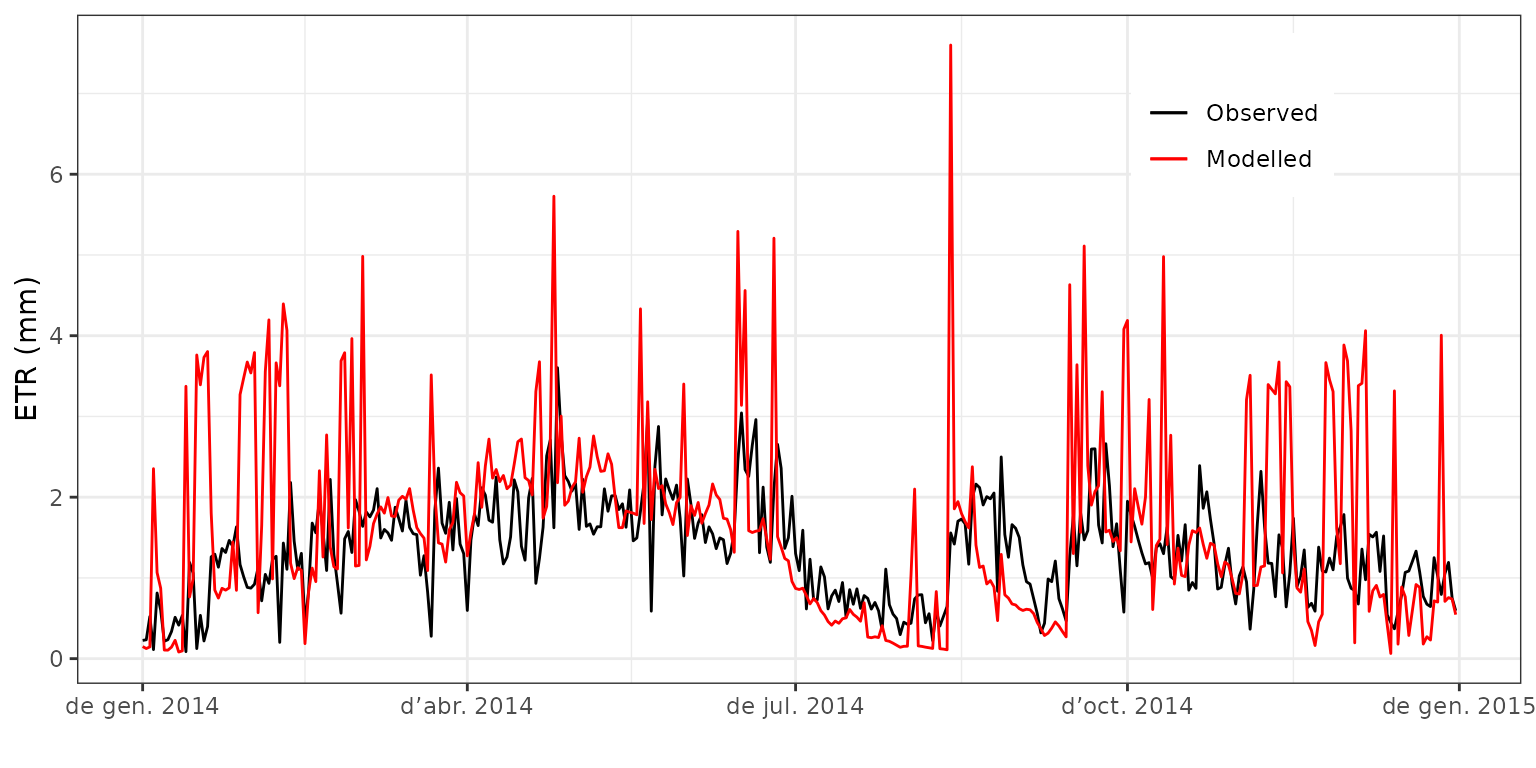 ETR (mm)
6
4
2
0
Observed
Modelled
de gen. 2014
d’abr. 2014
de jul. 2014
d’oct. 2014
de gen. 2015